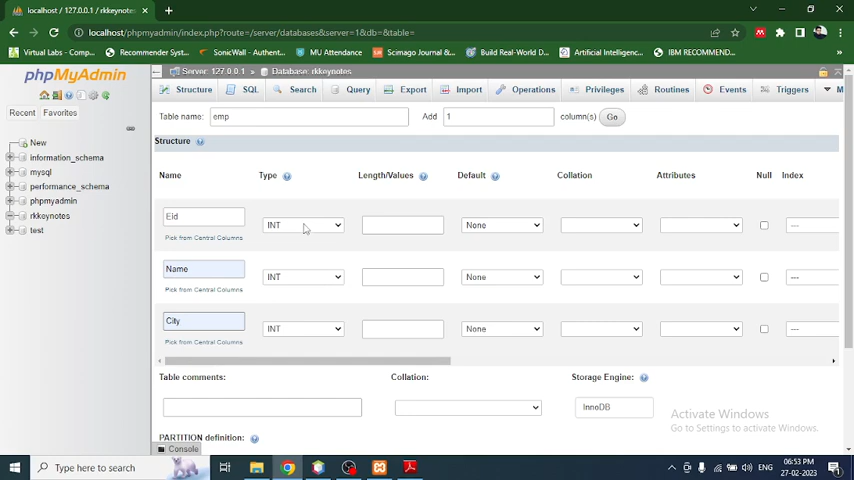 localhost / 127.0.0.1 / rkkeynotes
localhost/phpmyadmin/index.php?route=/server/databases&server=1&db=&table=
Virtual Labs - Comp... Recommender Syst... SonicWall - Authent... MU Attendance Scimago Journal &... Build Real-World D... Artificial Intelligenc... IBM RECOMMEND...
phpMyAdmin
Server: 127.0.0.1 » Database: rkkeynotes
Structure SQL Search Query Export Import Operations Privileges Routines Events Triggers More
Recent Favorites
New
information_schema
mysql
performance_schema
phpmyadmin
rkkeynotes
test
Table name: emp Add 1 column(s) Go
Structure
Name Type Length/Values Default Collation Attributes Null Index
EId INT None ---
Pick from Central Columns
Name INT None ---
Pick from Central Columns
City INT None ---
Pick from Central Columns
Table comments: Collation: Storage Engine:
InnoDB
PARTITION definition:
Console
Activate Windows
Go to Settings to activate Windows.
Type here to search
ENG
06:53 PM
27-02-2023